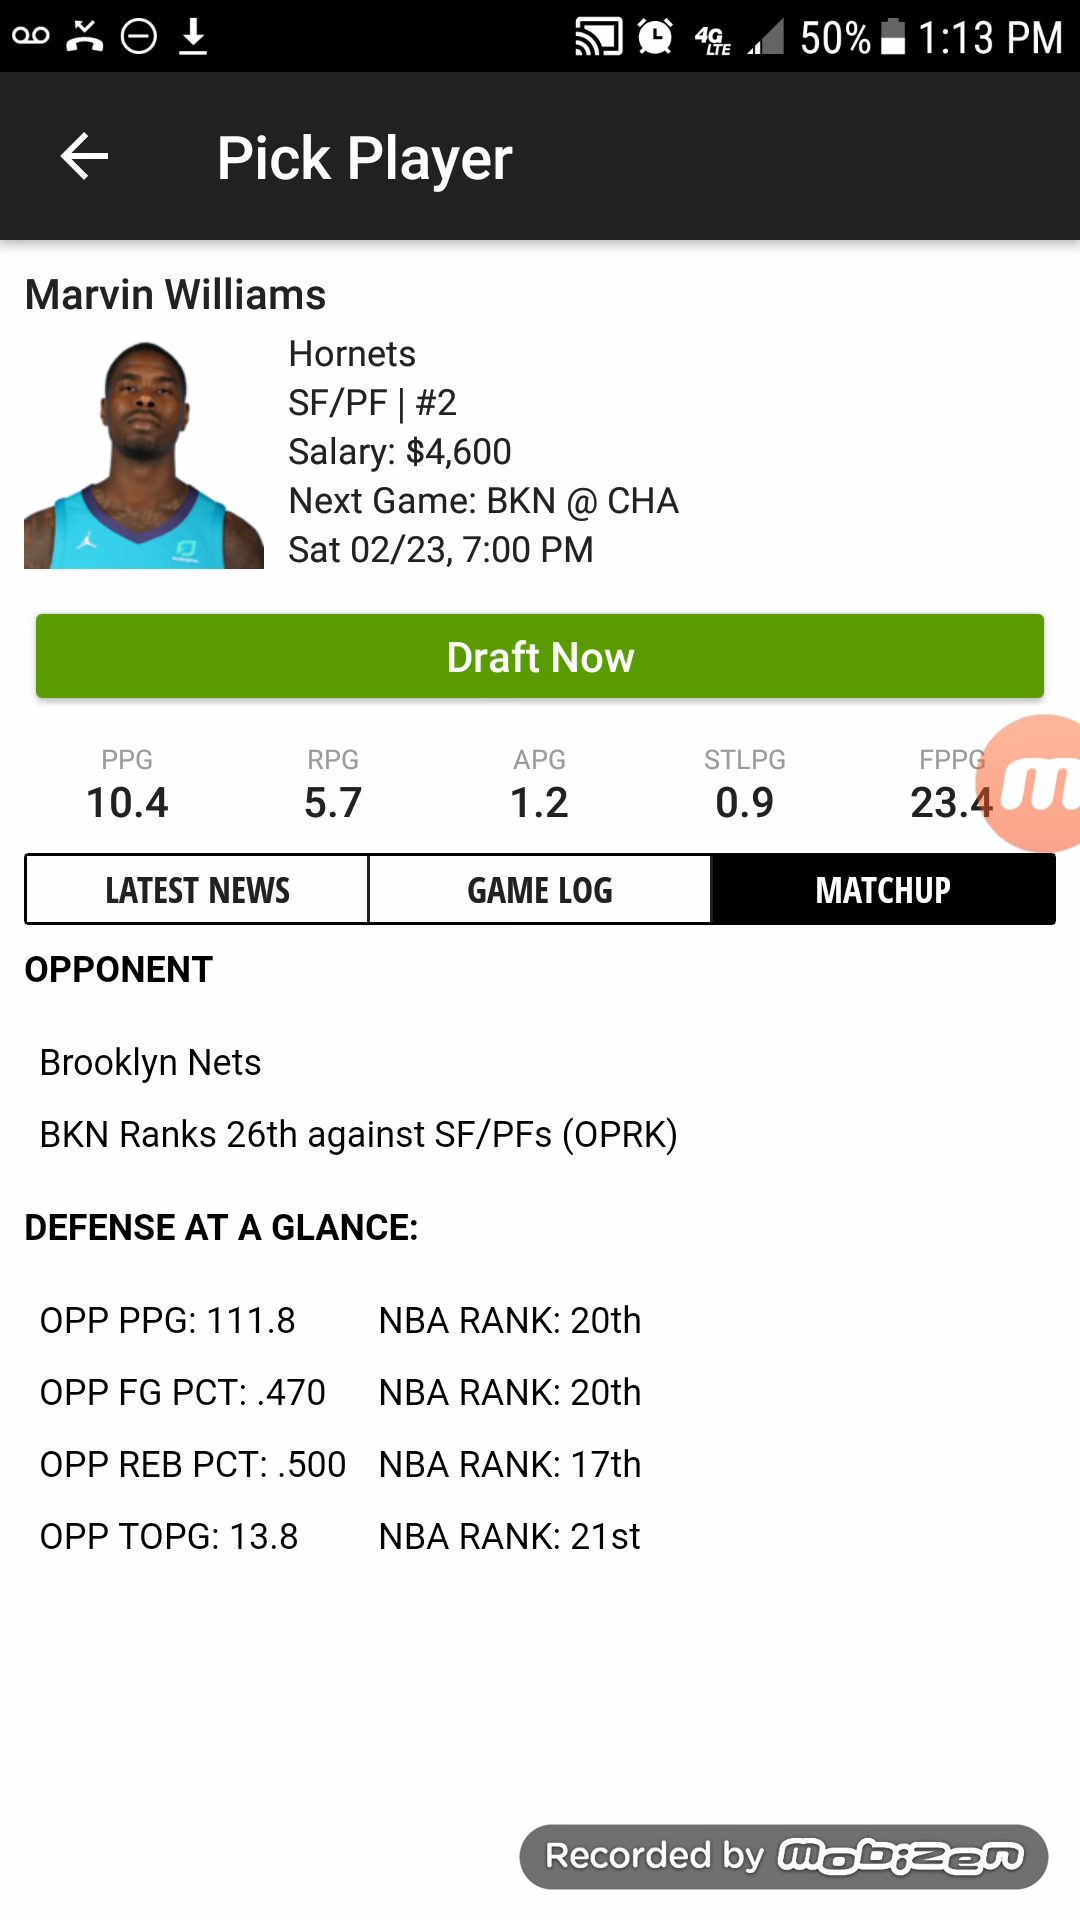 4G LTE 50% 1:13 PM
Pick Player
Marvin Williams
Hornets
SF/PF | #2
Salary: $4,600
Next Game: BKN @ CHA
Sat 02/23, 7:00 PM
Draft Now
PPG RPG APG STLPG FPPG
10.4 5.7 1.2 0.9 23.4
LATEST NEWS GAME LOG MATCHUP
OPPONENT
Brooklyn Nets
BKN Ranks 26th against SF/PFs (OPRK)
DEFENSE AT A GLANCE:
OPP PPG: 111.8 NBA RANK: 20th
OPP FG PCT: .470 NBA RANK: 20th
OPP REB PCT: .500 NBA RANK: 17th
OPP TOPG: 13.8 NBA RANK: 21st
Recorded by mobizen